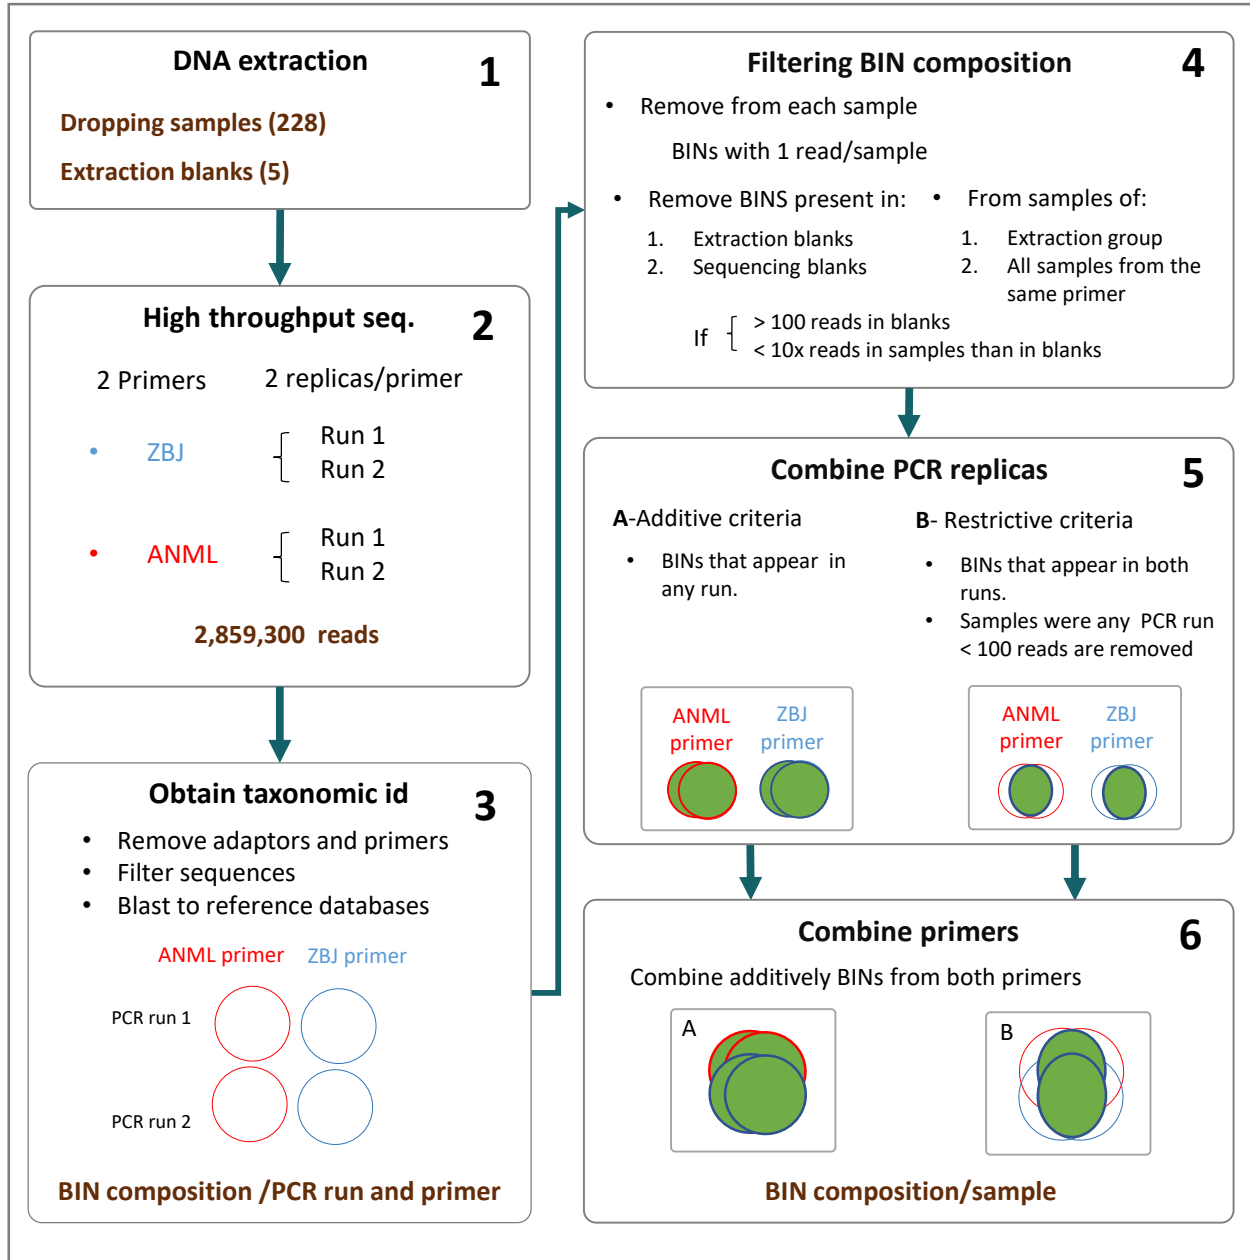 DNA extraction
1
Dropping samples (228)
Extraction blanks (5)
High throughput seq.
2
2 Primers
2 replicas/primer
• ZBJ
Run 1
Run 2
• ANML
Run 1
Run 2
2,859,300 reads
Obtain taxonomic id
3
• Remove adaptors and primers
• Filter sequences
• Blast to reference databases
ANML primer
ZBJ primer
PCR run 1
PCR run 2
BIN composition /PCR run and primer
Filtering BIN composition
4
• Remove from each sample
BINs with 1 read/sample
• Remove BINS present in:
1. Extraction blanks
2. Sequencing blanks
• From samples of:
1. Extraction group
2. All samples from the
same primer
If
> 100 reads in blanks
< 10x reads in samples than in blanks
Combine PCR replicas
5
A-Additive criteria
• BINs that appear in
any run.
B- Restrictive criteria
• BINs that appear in both
runs.
• Samples were any PCR run
< 100 reads are removed
ANML
primer
ZBJ
primer
ANML
primer
ZBJ
primer
Combine primers
6
Combine additively BINs from both primers
A
B
BIN composition/sample